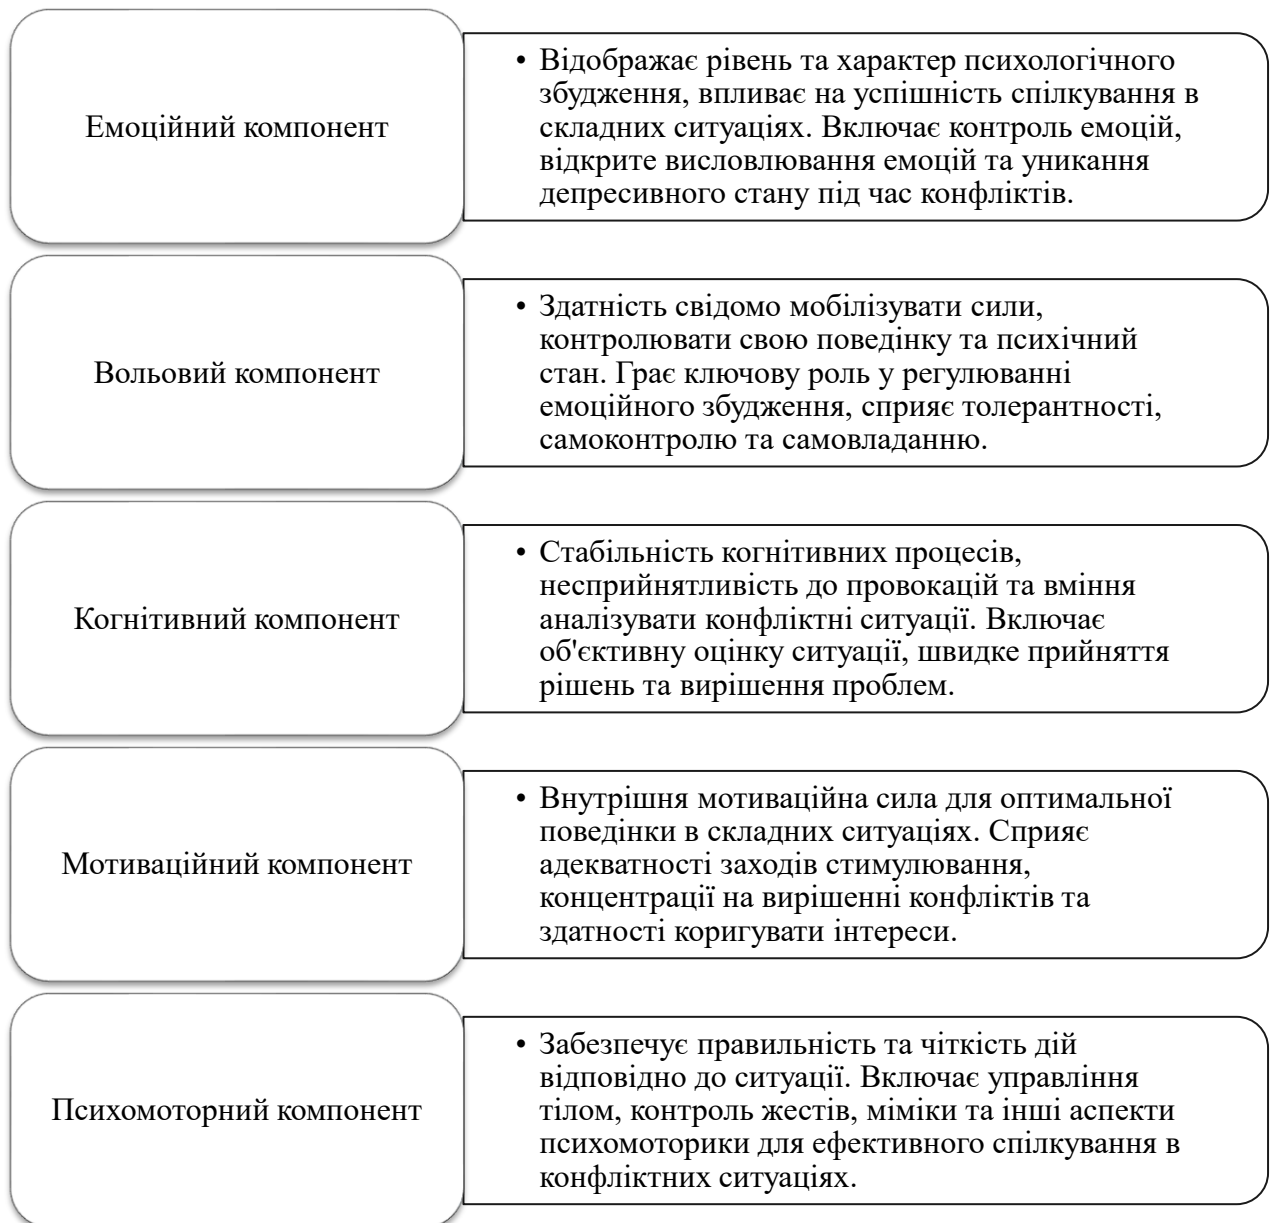 Емоційний компонент
• Відображає рівень та характер психологічного
збудження, впливає на успішність спілкування в
складних ситуаціях. Включає контроль емоцій,
відкрите висловлювання емоцій та уникання
депресивного стану під час конфліктів.
Вольовий компонент
• Здатність свідомо мобілізувати сили,
контролювати свою поведінку та психічний
стан. Грає ключову роль у регулюванні
емоційного збудження, сприяє толерантності,
самоконтролю та самовладанню.
Когнітивний компонент
• Стабільність когнітивних процесів,
несприйнятливість до провокацій та вміння
аналізувати конфліктні ситуації. Включає
об'єктивну оцінку ситуації, швидке прийняття
рішень та вирішення проблем.
Мотиваційний компонент
• Внутрішня мотиваційна сила для оптимальної
поведінки в складних ситуаціях. Сприяє
адекватності заходів стимулювання,
концентрації на вирішенні конфліктів та
здатності коригувати інтереси.
Психомоторний компонент
• Забезпечує правильність та чіткість дій
відповідно до ситуації. Включає управління
тілом, контроль жестів, міміки та інші аспекти
психомоторики для ефективного спілкування в
конфліктних ситуаціях.